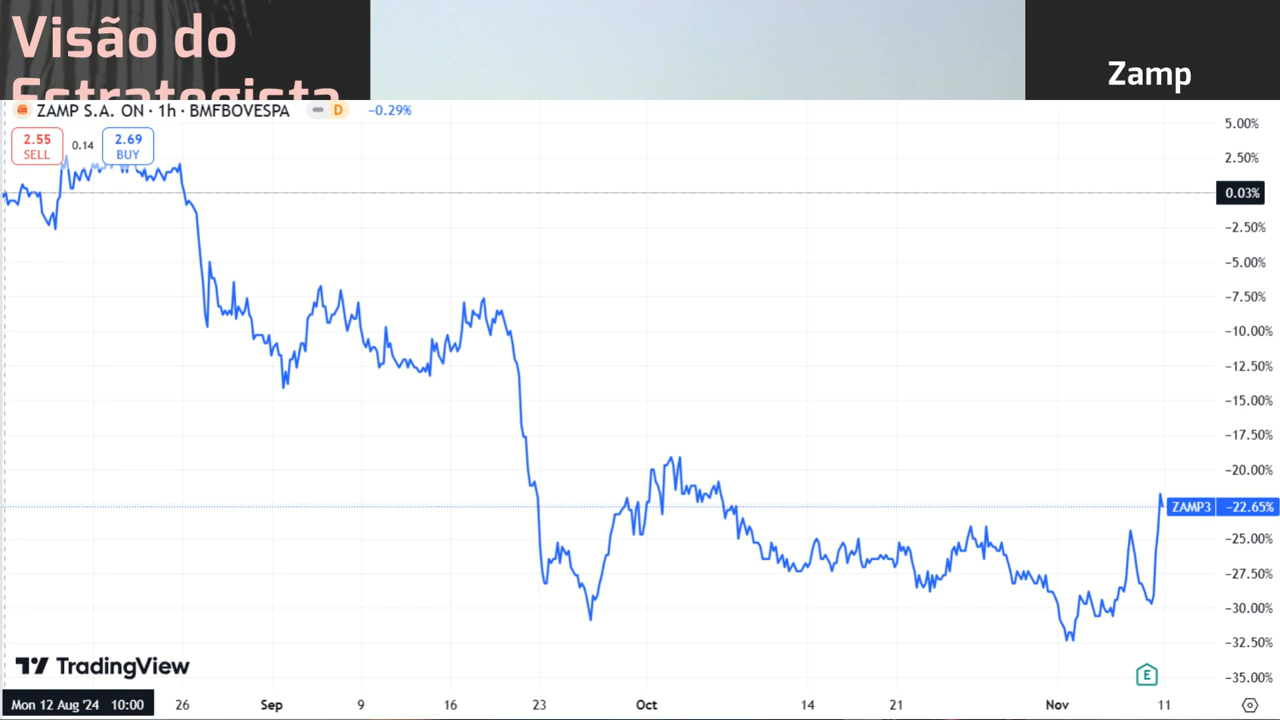 Visão do
Estrategista
Zamp
ZAMP S.A. ON · 1h · BMFBOVESPA
D
−0.29%
2.55
SELL
0.14
2.69
BUY
5.00%
2.50%
0.03%
−2.50%
−5.00%
−7.50%
−10.00%
−12.50%
−15.00%
−17.50%
−20.00%
ZAMP3
−22.65%
−25.00%
−27.50%
−30.00%
−32.50%
−35.00%
E
TradingView
Mon 12 Aug '24 10:00
26
Sep
9
16
23
Oct
14
21
Nov
11